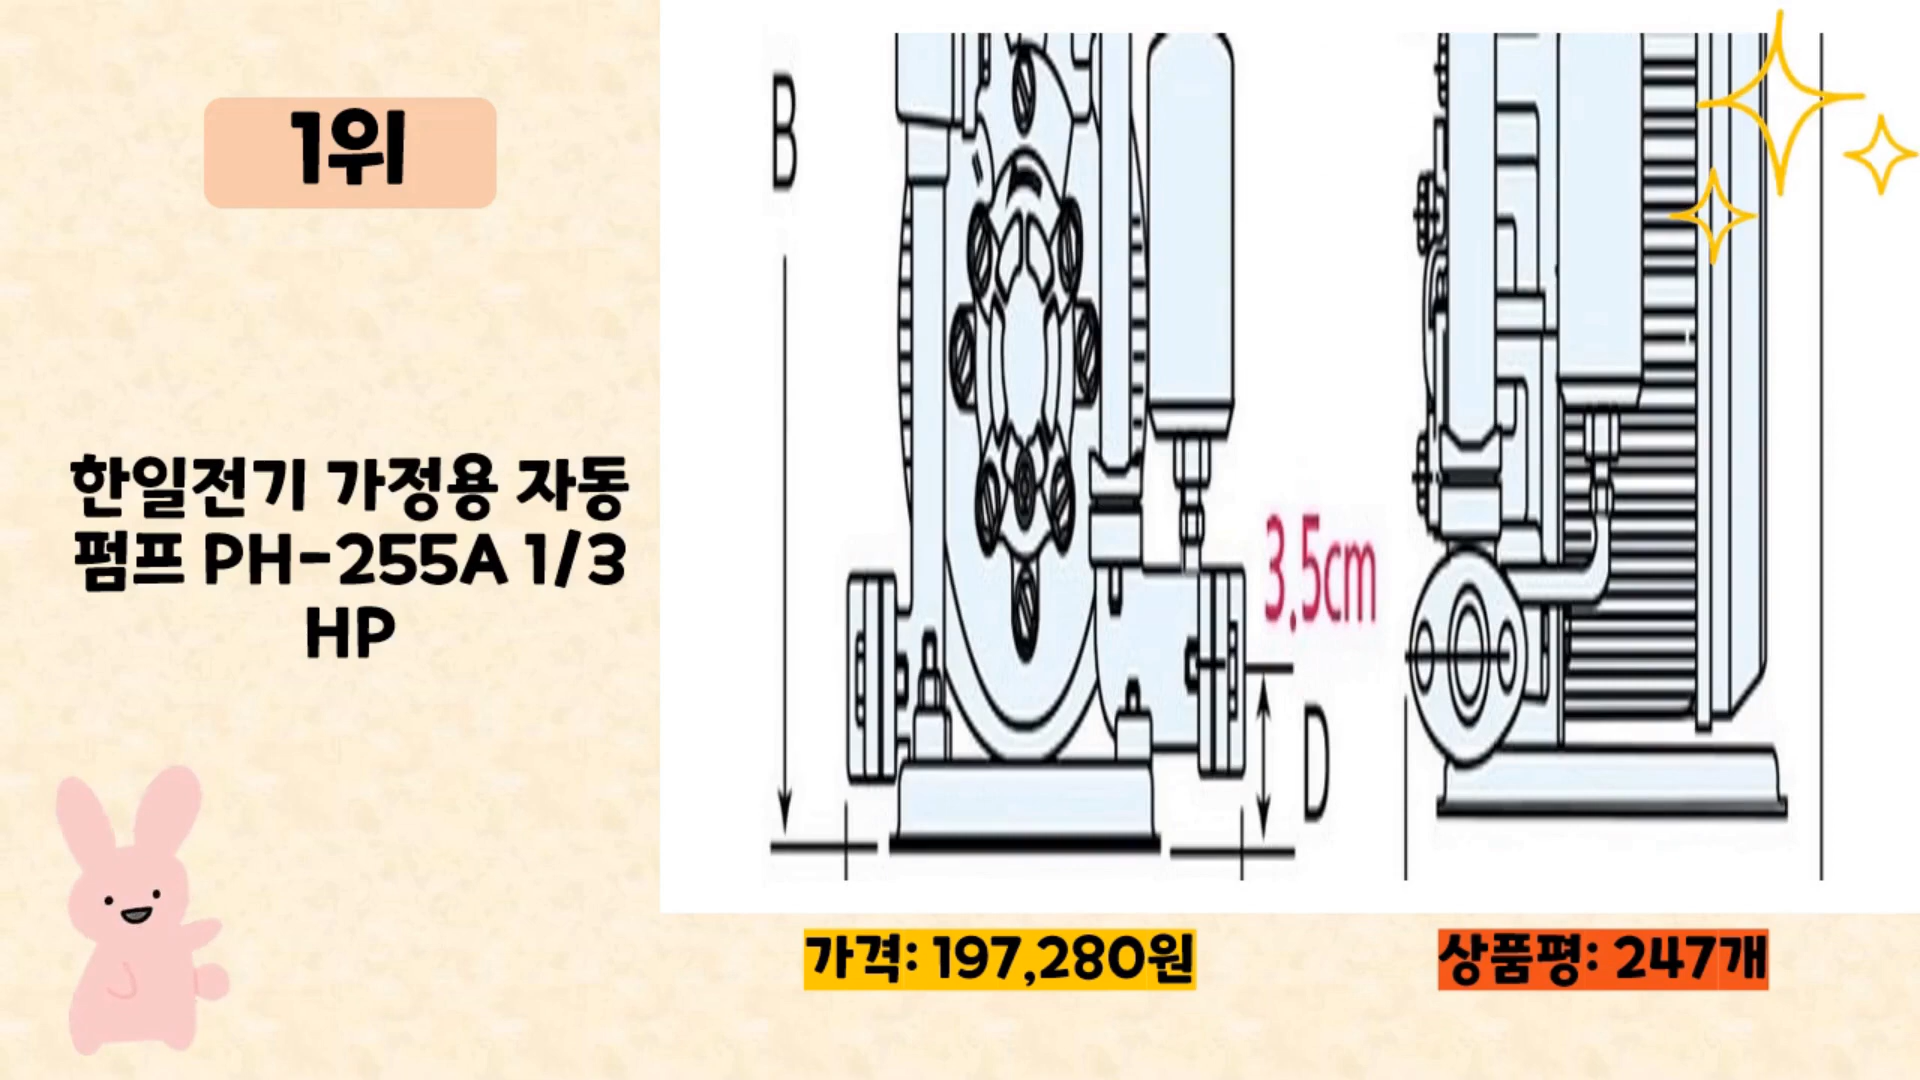 1위
한일전기 가정용 자동
펌프 PH-255A 1/3
HP
B
3.5cm
D
가격: 197,280원
상품평: 247개